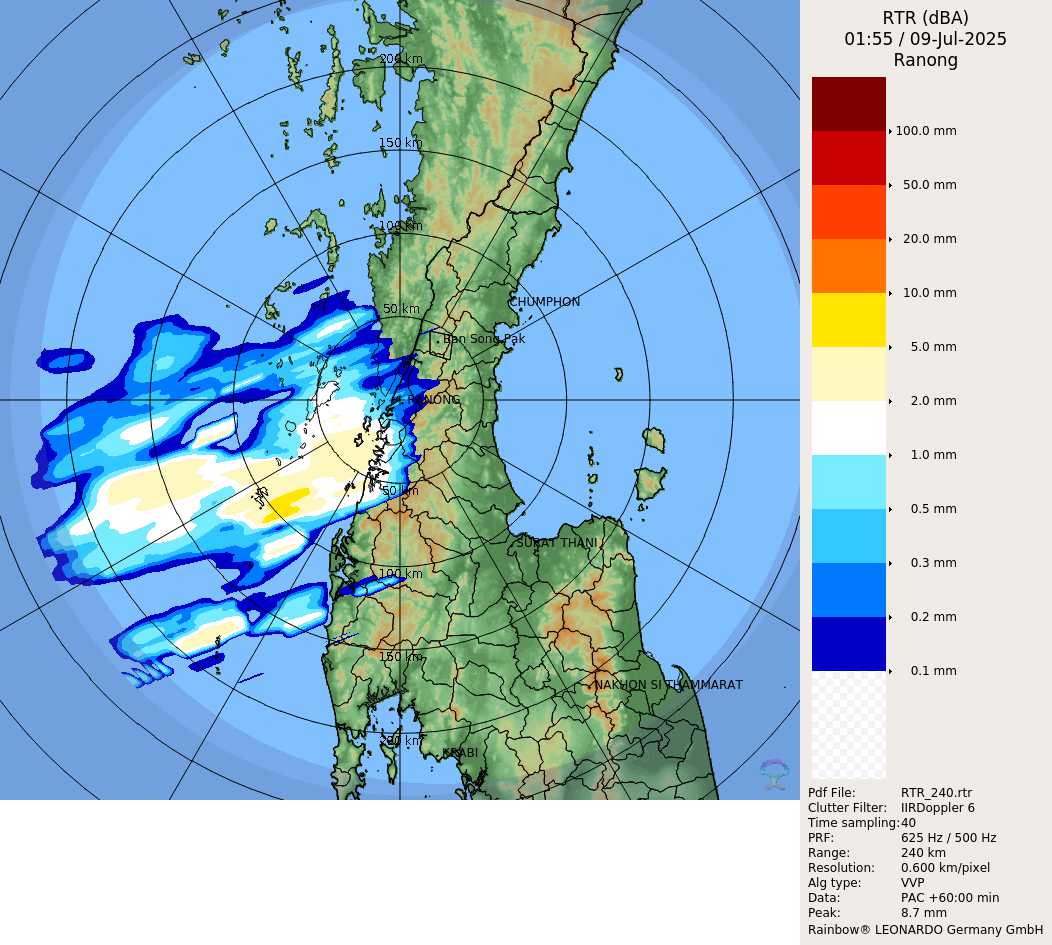 RTR (dBA)
01:55 / 09-Jul-2025
Ranong
200 km
150 km
100 km
50 km
CHUMPHON
Ban Song Pak
RANONG
50 km
SURAT THANI
100 km
150 km
NAKHON SI THAMMARAT
200 km
KRABI
100.0 mm
50.0 mm
20.0 mm
10.0 mm
5.0 mm
2.0 mm
1.0 mm
0.5 mm
0.3 mm
0.2 mm
0.1 mm
Pdf File: RTR_240.rtr
Clutter Filter: IIRDoppler 6
Time sampling: 40
PRF: 625 Hz / 500 Hz
Range: 240 km
Resolution: 0.600 km/pixel
Alg type: VVP
Data: PAC +60:00 min
Peak: 8.7 mm
Rainbow® LEONARDO Germany GmbH